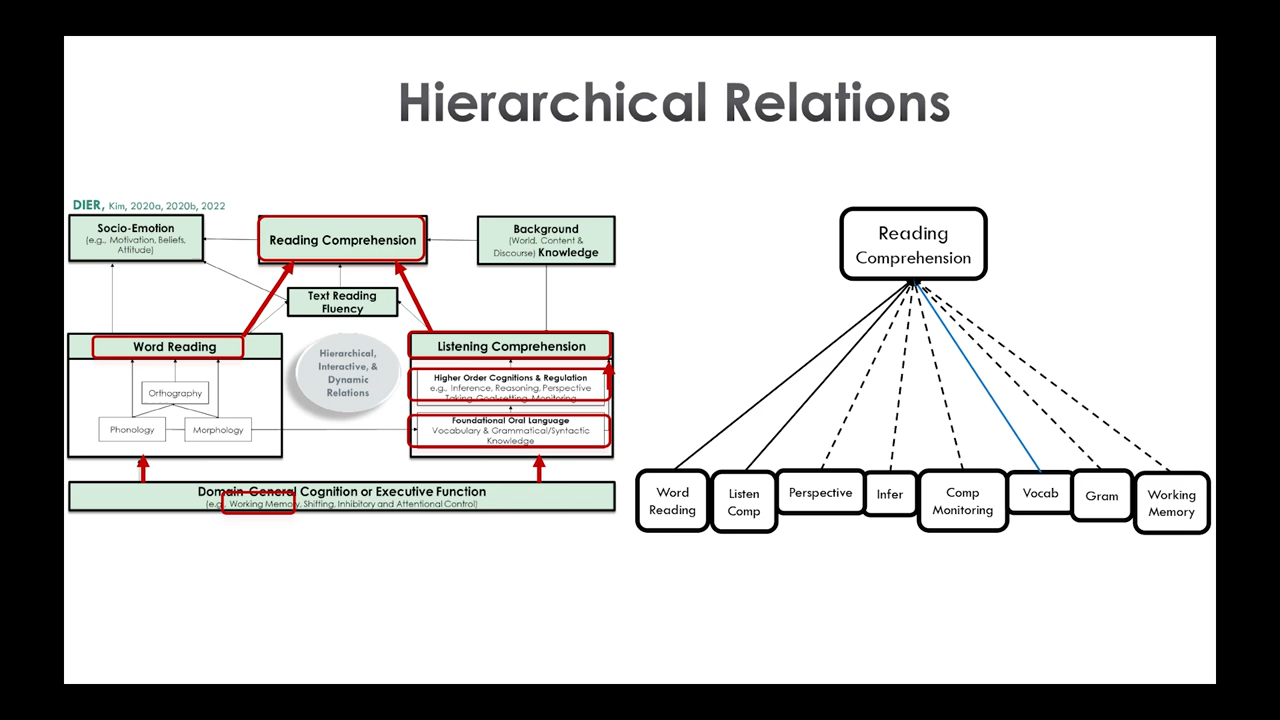 Hierarchical Relations
DIER, Kim, 2020a, 2020b, 2022
Socio-Emotion
(e.g., Motivation, Beliefs,
Attitude)
Reading Comprehension
Background
(World, Content &
Discourse) Knowledge
Text Reading
Fluency
Word Reading
Orthography
Phonology
Morphology
Hierarchical,
Interactive, &
Dynamic
Relations
Listening Comprehension
Higher Order Cognitions & Regulation
e.g., Inference, Reasoning, Perspective
Taking, Goal-setting, Monitoring
Foundational Oral Language
Vocabulary & Grammatical/Syntactic
Knowledge
Domain-General Cognition or Executive Function
(e.g., Working Memory, Shifting, Inhibitory and Attentional Control)
Reading
Comprehension
Word
Reading
Listen
Comp
Perspective
Infer
Comp
Monitoring
Vocab
Gram
Working
Memory